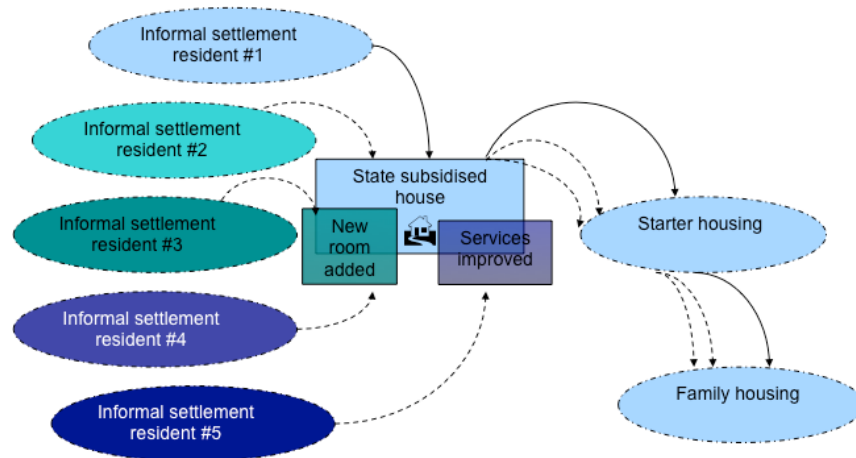 Informal settlement
resident #1
Informal settlement
resident #2
State subsidised
house
Informal settlement
resident #3
New
room
added
Services
improved
Starter housing
Informal settlement
resident #4
Family housing
Informal settlement
resident #5